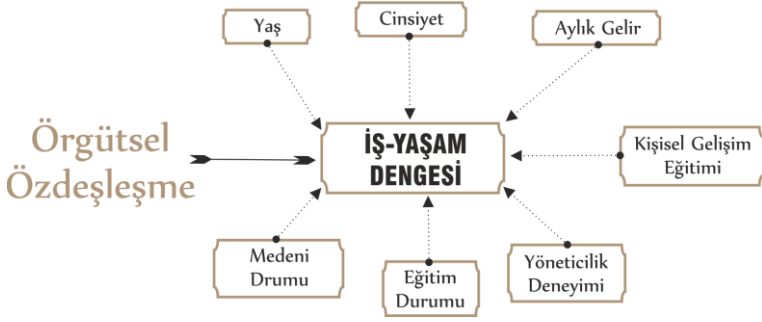 Yaş
Cinsiyet
Aylık Gelir
Örgütsel
Özdeşleşme
İŞ-YAŞAM
DENGESİ
Kişisel Gelişim
Eğitimi
Medeni
Drumu
Eğitim
Durumu
Yöneticilik
Deneyimi